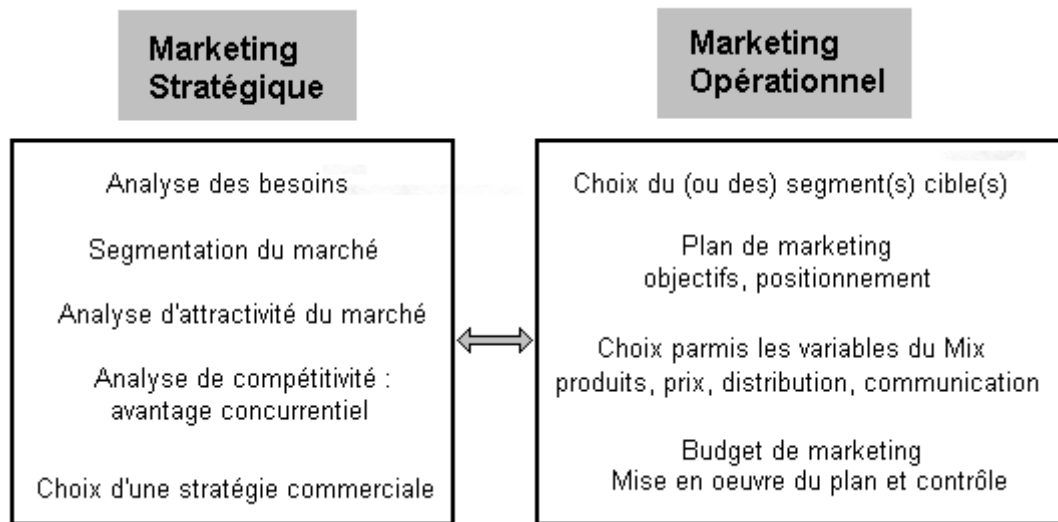 Marketing
Stratégique
Analyse des besoins
Segmentation du marché
Analyse d'attractivité du marché
Analyse de compétitivité :
avantage concurrentiel
Choix d'une stratégie commerciale
Marketing
Opérationnel
Choix du (ou des) segment(s) cible(s)
Plan de marketing
objectifs, positionnement
Choix parmis les variables du Mix
produits, prix, distribution, communication
Budget de marketing
Mise en oeuvre du plan et contrôle